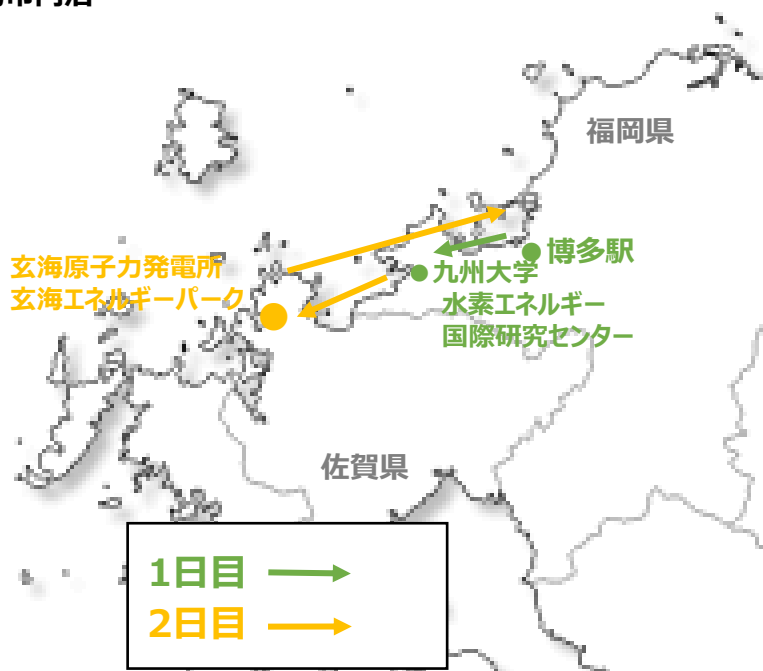 福岡県
博多駅
九州大学
水素エネルギー
国際研究センター
玄海原子力発電所
玄海エネルギーパーク
佐賀県
1日目
2日目